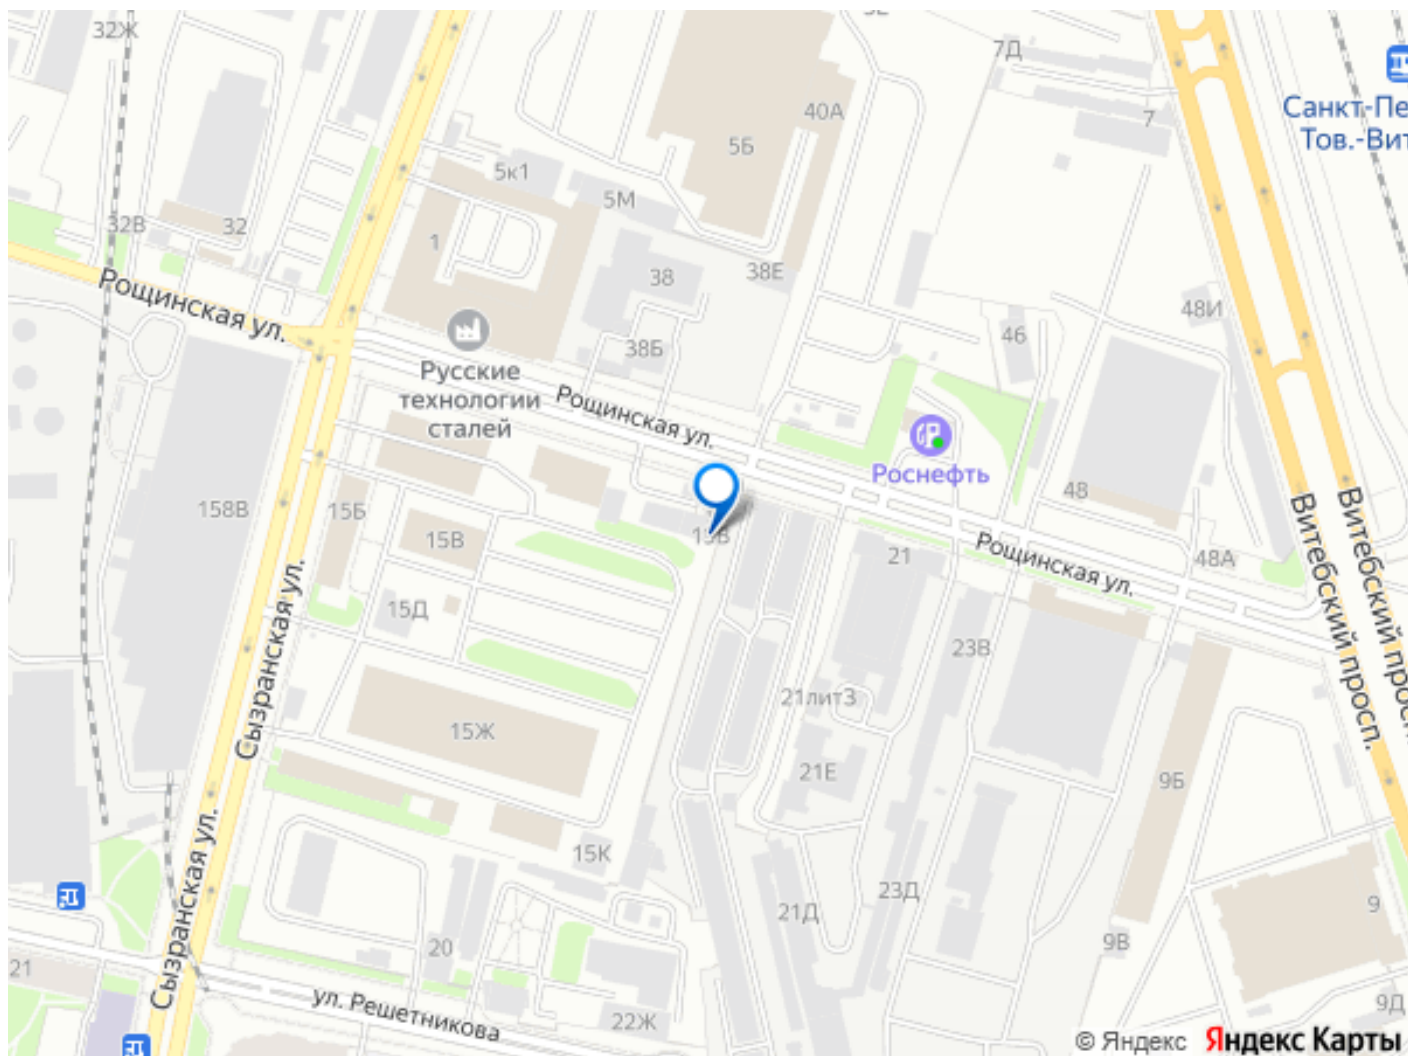 32Ж
7Д
Санкт-Пе
Тов.-Вит
40А
5Б
7
5к1
5М
32В
32
1
38
38Е
48И
Рощинская ул.
46
38Б
Русские
технологии
сталей
Рощинская ул.
Роснефть
48
158В
15Б
15В
21
Рощинская ул.
48А
Витебский просп.
Витебский просп.
15Д
23В
Сызранская ул.
21лит3
15Ж
21Е
9Б
15К
Сызранская ул.
23Д
21Д
9
20
9В
21
ул. Решетникова
22Ж
9Д
© Яндекс Яндекс Карты